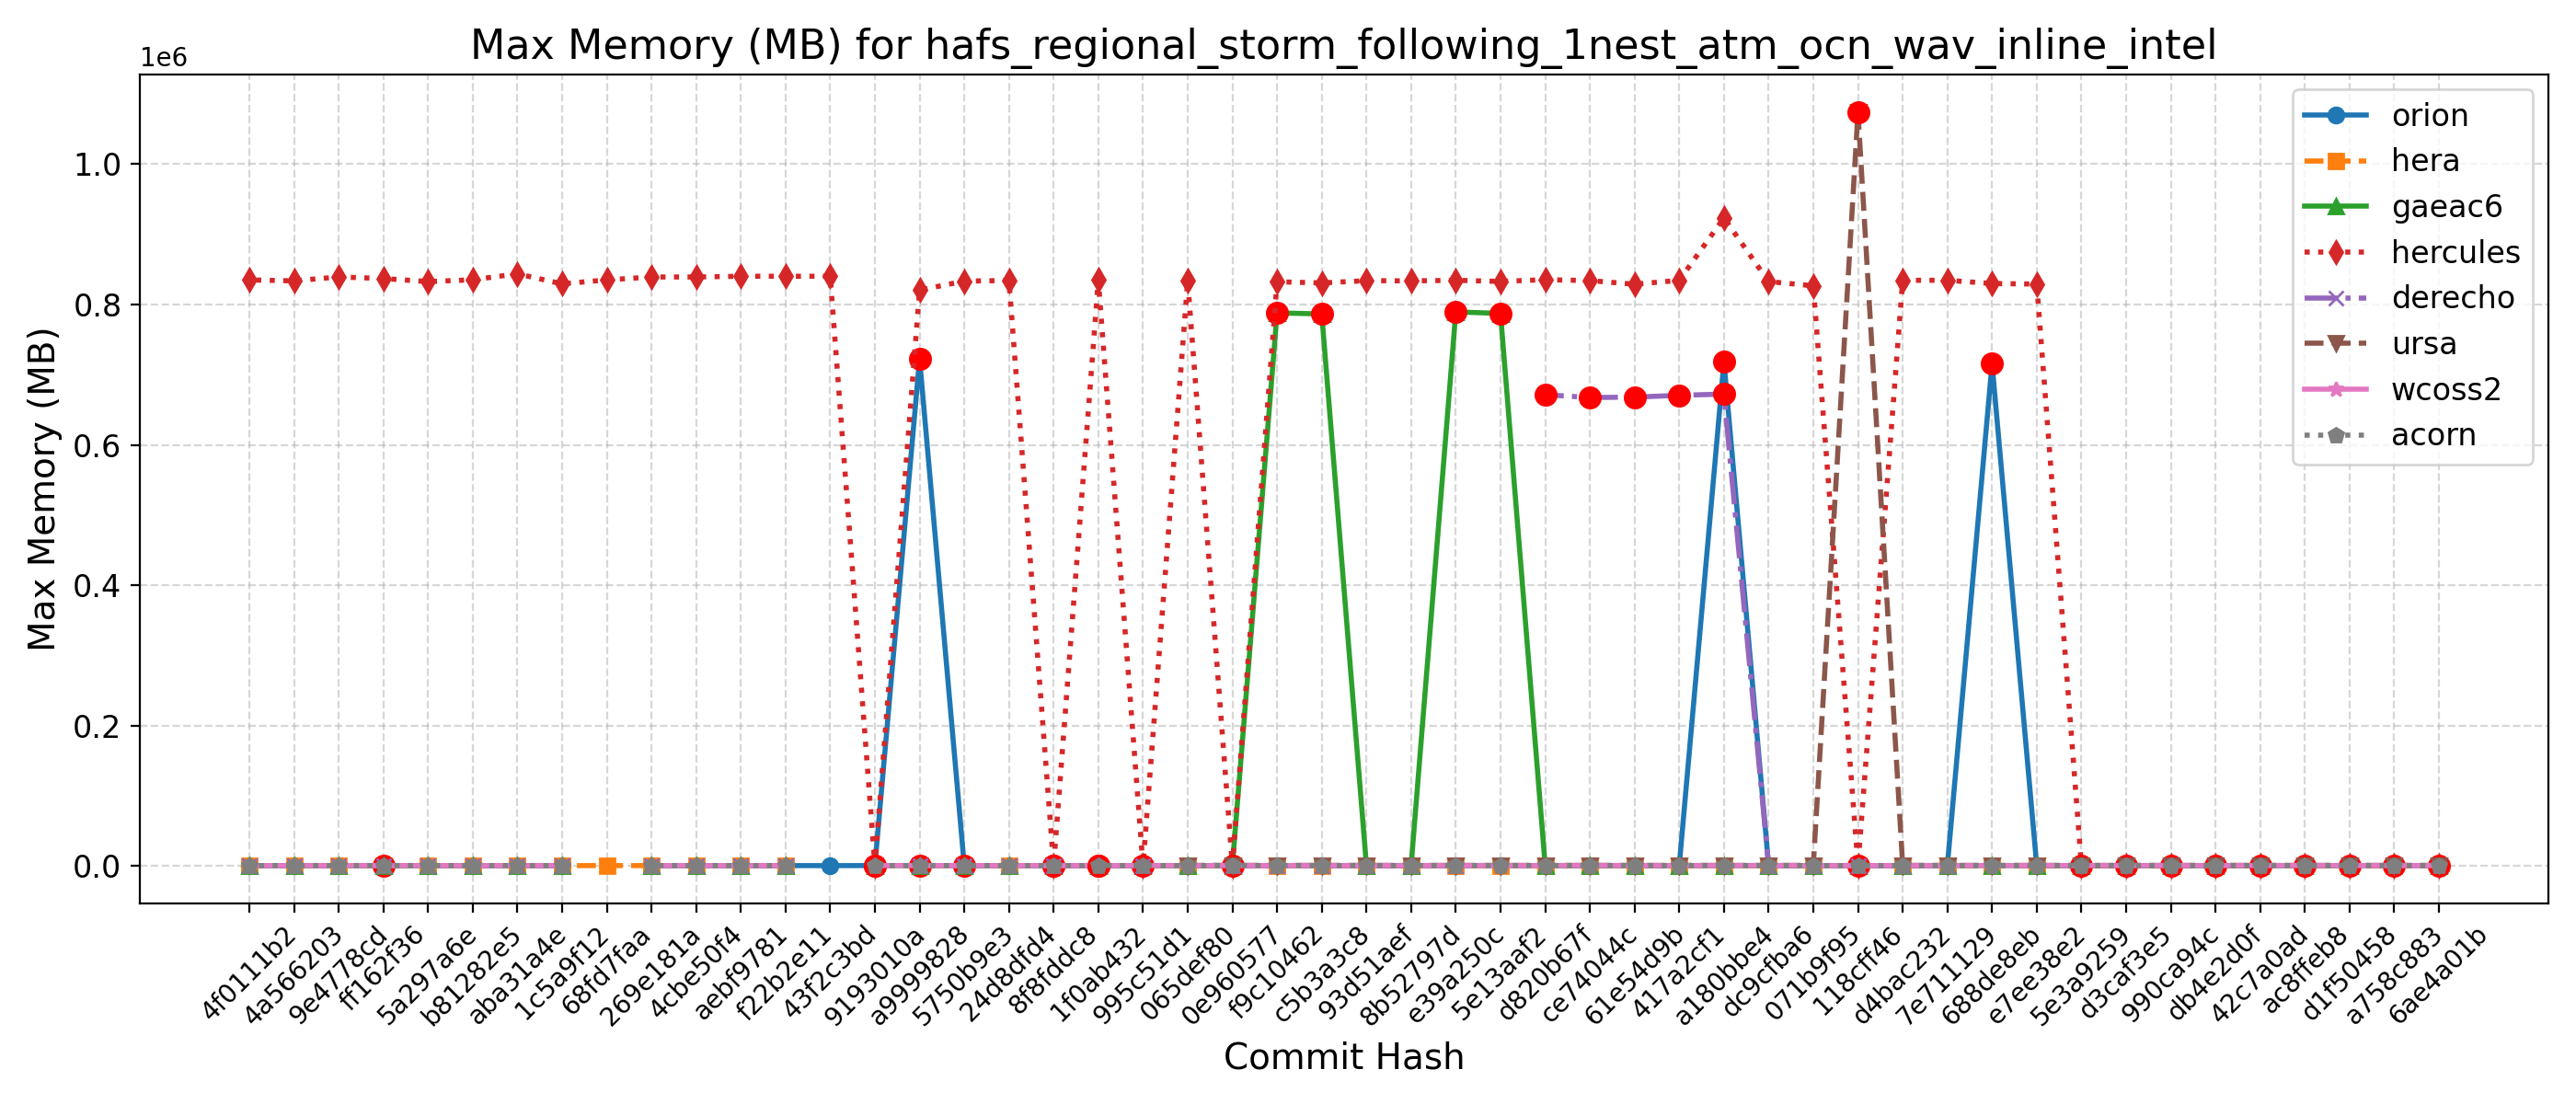 Max Memory (MB) for hafs_regional_storm_following_1nest_atm_ocn_wav_inline_intel
1e6
1.0
0.8
0.6
0.4
0.2
0.0
Max Memory (MB)
orion
hera
gaeac6
hercules
derecho
ursa
wcoss2
acorn
4f0111b2
4a566203
9e4778cd
ff162f36
5a297a6e
b81282e5
aba31a4e
1c5a9f12
68fd7faa
269e181a
4cbe50f4
aebf9781
f22b2e11
43f2c3bd
9193010a
a9999828
5750b9e3
24d8dfd4
8f8fddc8
1f0ab432
995c51d1
065def80
0e960577
f9c10462
c5b3a3c8
93d51aef
8b52797d
e39a250c
5e13aaf2
d820b67f
ce74044c
61e54d9b
417a2cf1
a180bbe4
dc9cfba6
071b9f95
118cff46
d4bac232
7e711129
688de8eb
e7ee38e2
5e3a9259
d3caf3e5
990ca94c
db4e2d0f
42c7a0ad
ac8ffeb8
d1f50458
a758c883
6ae4a01b
Commit Hash